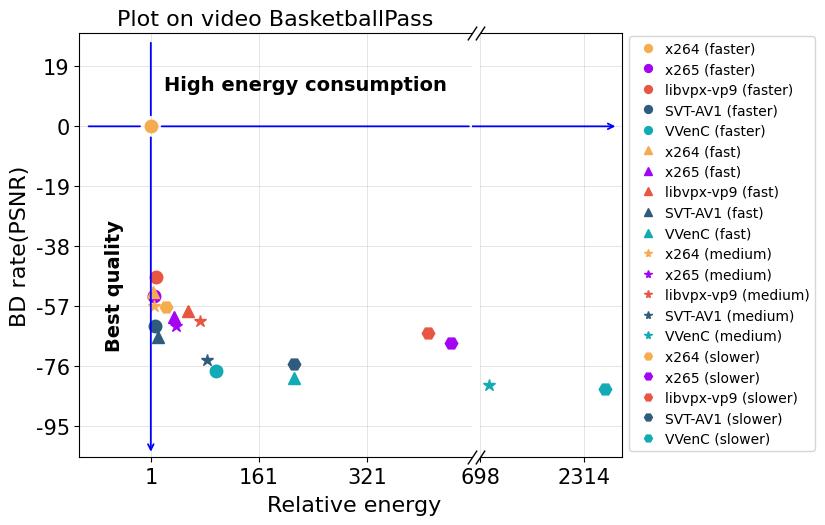 Plot on video BasketballPass
High energy consumption
Best quality
BD rate(PSNR)
19
0
-19
-38
-57
-76
-95
1
161
321
698
2314
Relative energy
x264 (faster)
x265 (faster)
libvpx-vp9 (faster)
SVT-AV1 (faster)
VVenC (faster)
x264 (fast)
x265 (fast)
libvpx-vp9 (fast)
SVT-AV1 (fast)
VVenC (fast)
x264 (medium)
x265 (medium)
libvpx-vp9 (medium)
SVT-AV1 (medium)
VVenC (medium)
x264 (slower)
x265 (slower)
libvpx-vp9 (slower)
SVT-AV1 (slower)
VVenC (slower)